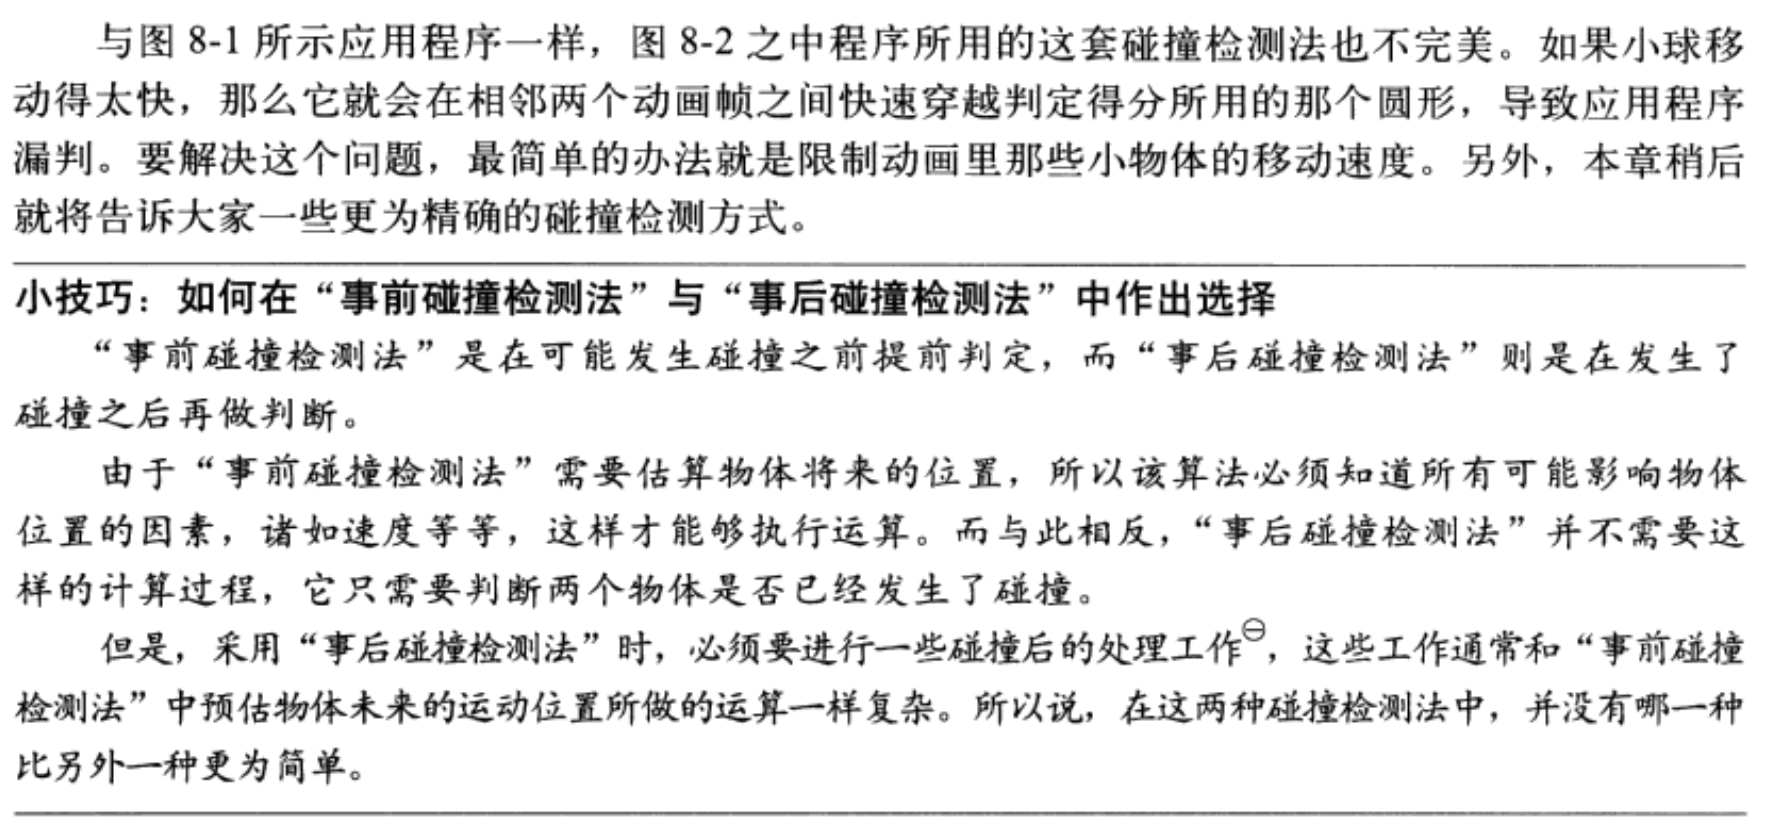 与图 8-1 所示应用程序一样，图 8-2 之中程序所用的这套碰撞检测法也不完美。如果小球移
动得太快，那么它就会在相邻两个动画帧之间快速穿越判定得分所用的那个圆形，导致应用程序
漏判。要解决这个问题，最简单的办法就是限制动画里那些小物体的移动速度。另外，本章稍后
就将告诉大家一些更为精确的碰撞检测方式。
小技巧：如何在“事前碰撞检测法”与“事后碰撞检测法”中作出选择
“事前碰撞检测法”是在可能发生碰撞之前提前判定，而“事后碰撞检测法”则是在发生了
碰撞之后再做判断。
由于“事前碰撞检测法”需要估算物体将来的位置，所以该算法必须知道所有可能影响物体
位置的因素，诸如速度等等，这样才能够执行运算。而与此相反，“事后碰撞检测法”并不需要这
样的计算过程，它只需要判断两个物体是否已经发生了碰撞。
但是，采用“事后碰撞检测法”时，必须要进行一些碰撞后的处理工作㊀，这些工作通常和“事前碰撞
检测法”中预估物体未来的运动位置所做的运算一样复杂。所以说，在这两种碰撞检测法中，并没有哪一种
比另外一种更为简单。